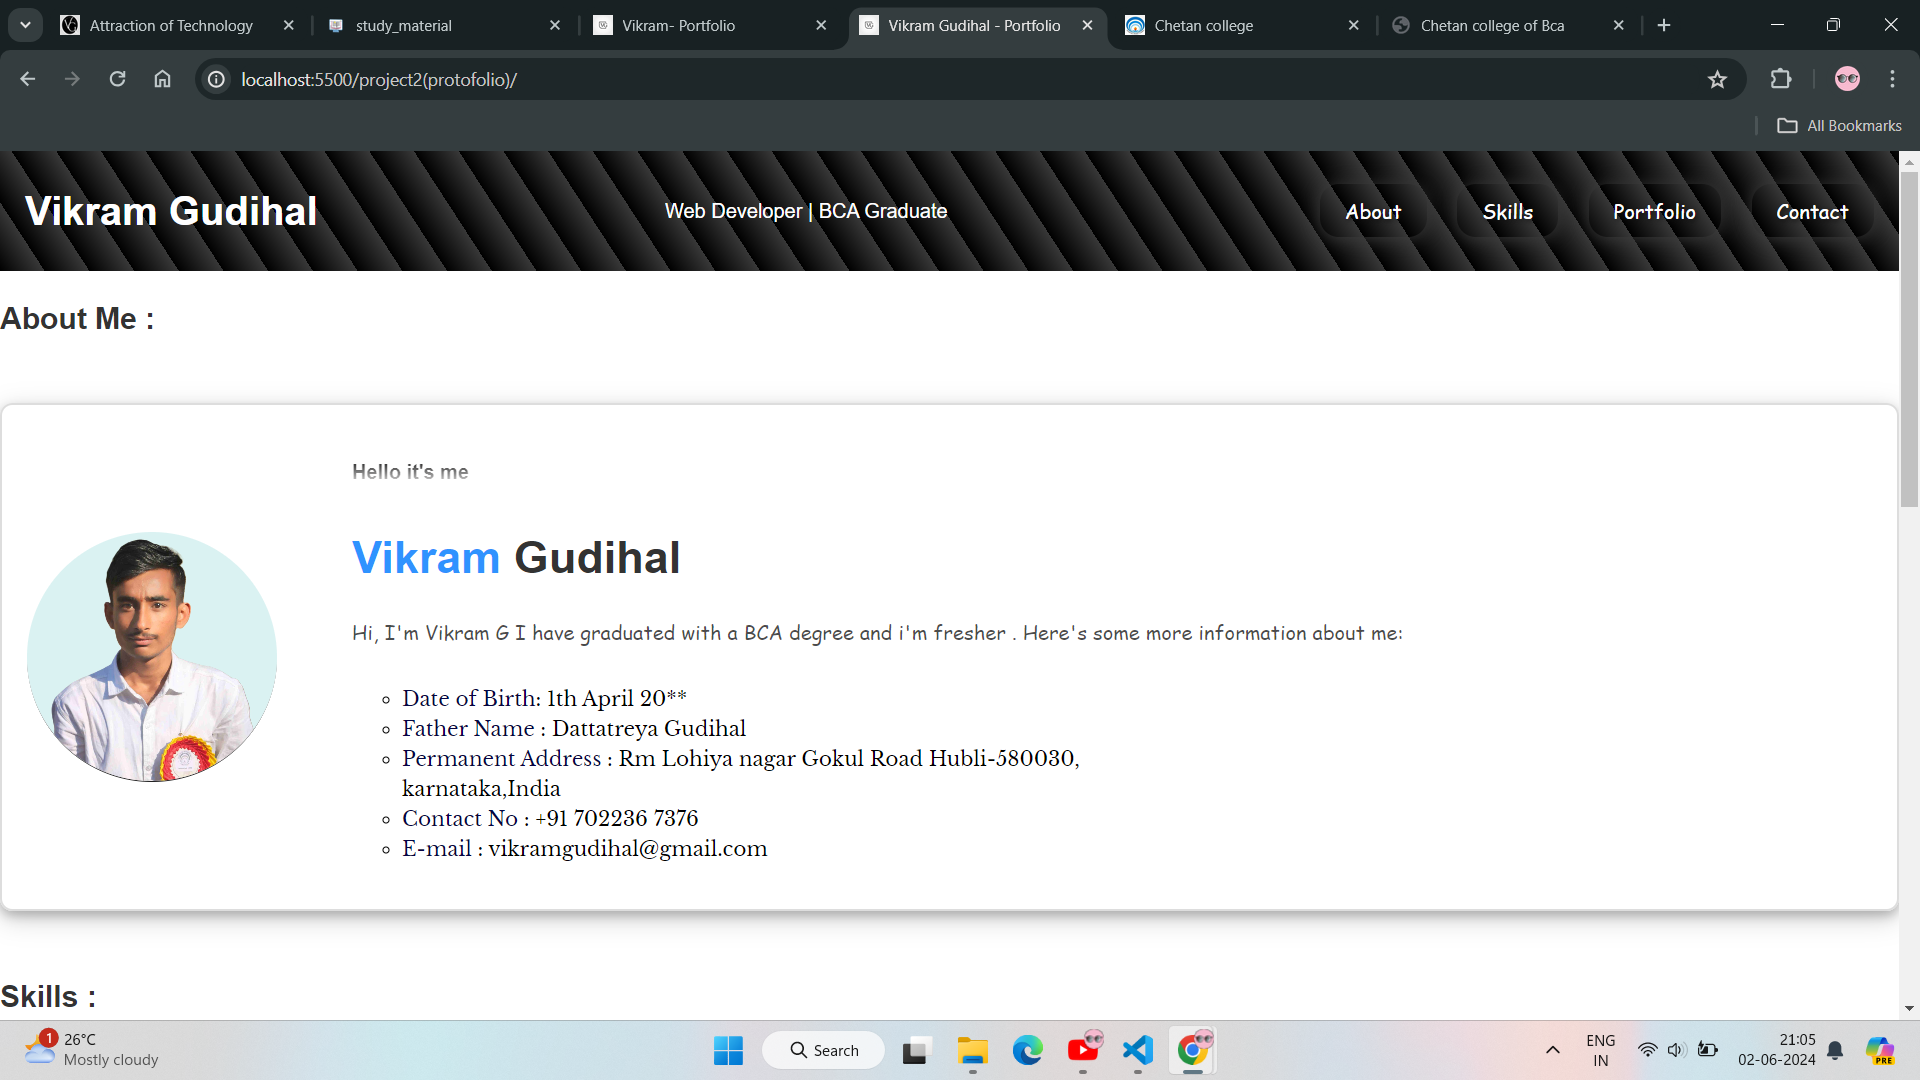 Attraction of Technology
study_material
Vikram- Portfolio
Vikram Gudihal - Portfolio
Chetan college
Chetan college of Bca
localhost:5500/project2(protofolio)/
All Bookmarks
Vikram Gudihal
Web Developer | BCA Graduate
About
Skills
Portfolio
Contact
About Me :
Hello it's me
Vikram Gudihal
Hi, I'm Vikram G I have graduated with a BCA degree and i'm fresher . Here's some more information about me:
Date of Birth: 1th April 20**
Father Name : Dattatreya Gudihal
Permanent Address : Rm Lohiya nagar Gokul Road Hubli-580030,
karnataka,India
Contact No : +91 702236 7376
E-mail : vikramgudihal@gmail.com
Skills :
1
26°C
Mostly cloudy
Search
PRE
ENG
IN
21:05
02-06-2024